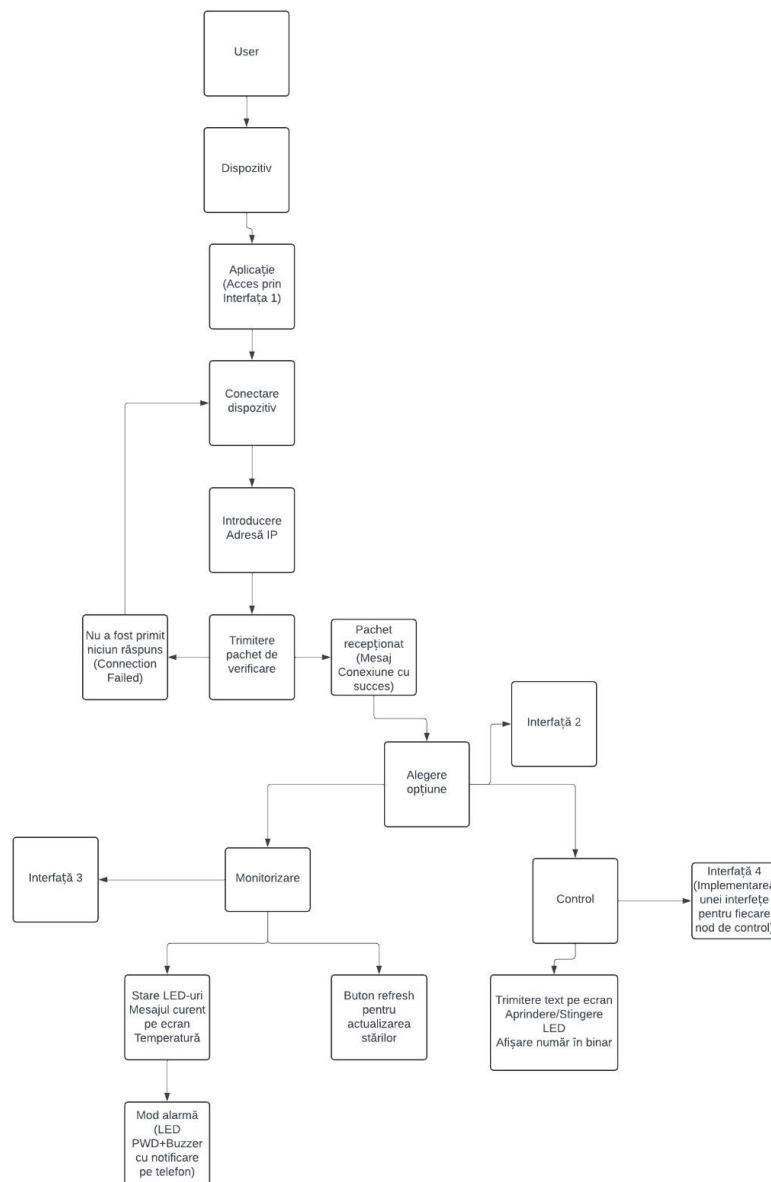 User
Dispozitiv
Aplicație
(Acces prin
Interfața 1)
Conectare
dispozitiv
Introducere
Adresă IP
Nu a fost primit
niciun răspuns
(Connection
Failed)
Trimitere
pachet de
verificare
Pachet
recepționat
(Mesaj
Conexiune cu
succes)
Interfață 2
Alegere
opțiune
Interfață 3
Monitorizare
Control
Interfață 4
(Implementarea
unei interfețe
pentru fiecare
nod de control)
Stare LED-uri
Mesajul curent
pe ecran
Temperatură
Buton refresh
pentru
actualizarea
stărilor
Trimitere text pe ecran
Aprindere/Stingere
LED
Afișare număr în binar
Mod alarmă
(LED
PWD+Buzzer
cu notificare
pe telefon)